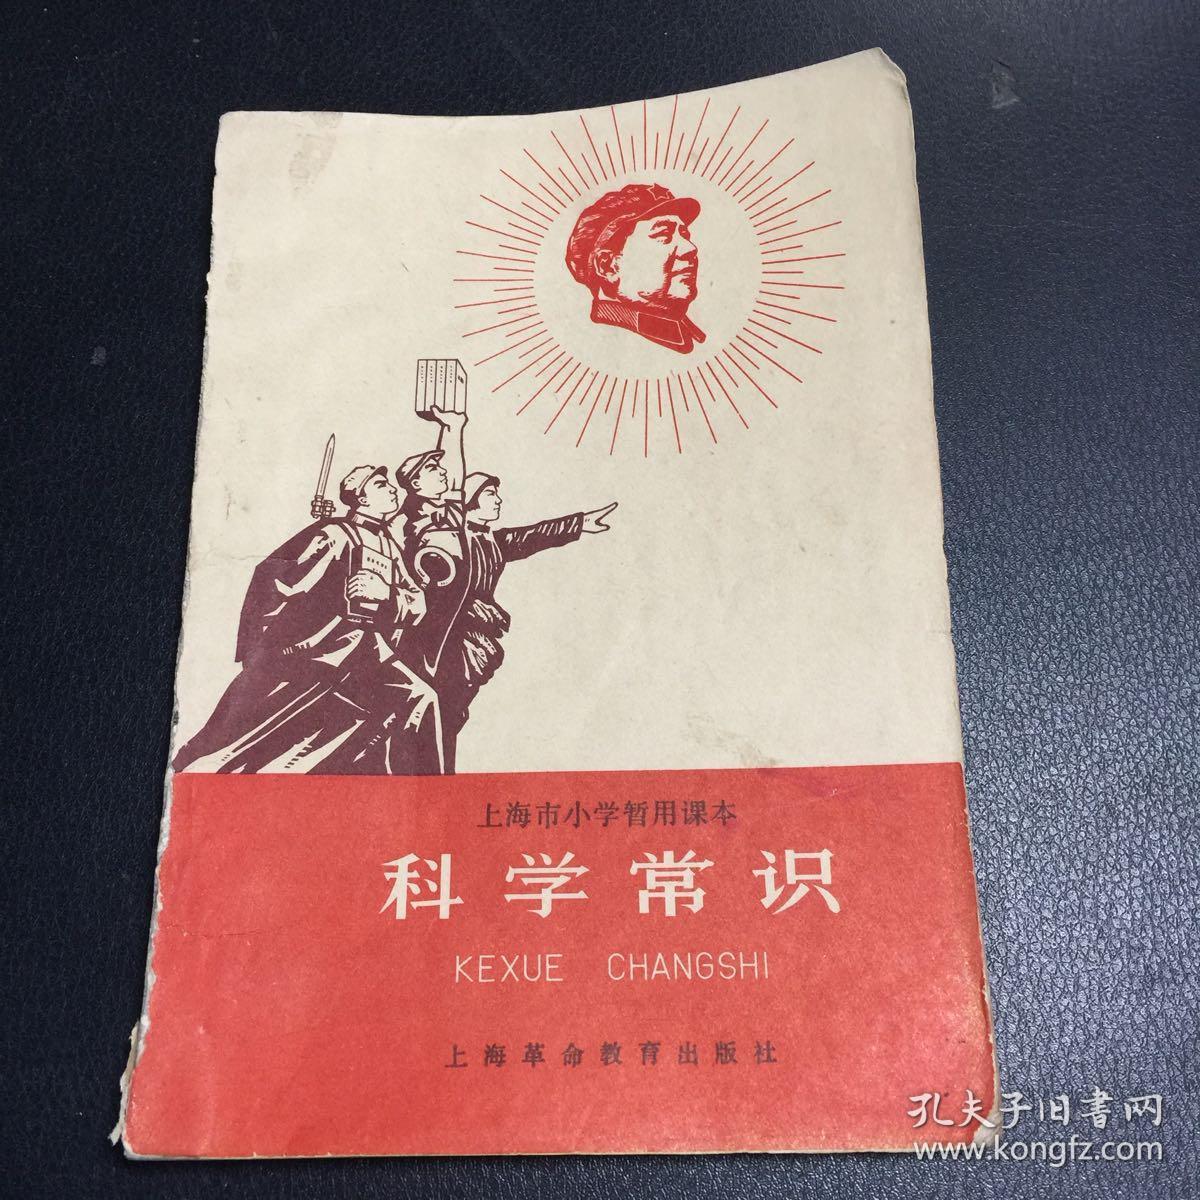 上海市小学暂用课本
科学常识
KEXUE CHANGSHI
上海革命教育出版社
孔夫子旧书网
www.kongfz.com